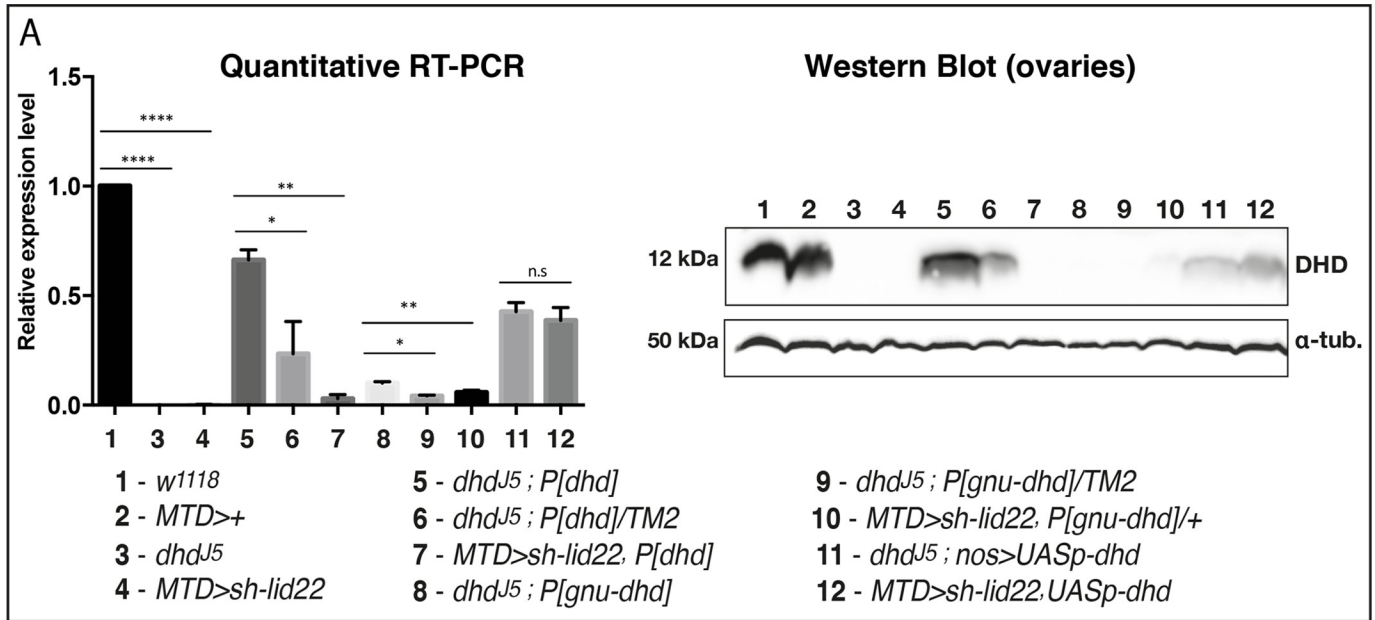 A
Quantitative RT-PCR
Relative expression level
1.5
1.0
0.5
0.0
****
****
**
*
**
*
n.s
1 3 4 5 6 7 8 9 10 11 12
Western Blot (ovaries)
1 2 3 4 5 6 7 8 9 10 11 12
12 kDa
DHD
50 kDa
α-tub.
1 - w1118
2 - MTD>+
3 - dhdJ5
4 - MTD>sh-lid22
5 - dhdJ5 ; P[dhd]
6 - dhdJ5 ; P[dhd]/TM2
7 - MTD>sh-lid22, P[dhd]
8 - dhdJ5 ; P[gnu-dhd]
9 - dhdJ5 ; P[gnu-dhd]/TM2
10 - MTD>sh-lid22, P[gnu-dhd]/+
11 - dhdJ5 ; nos>UASp-dhd
12 - MTD>sh-lid22,UASp-dhd